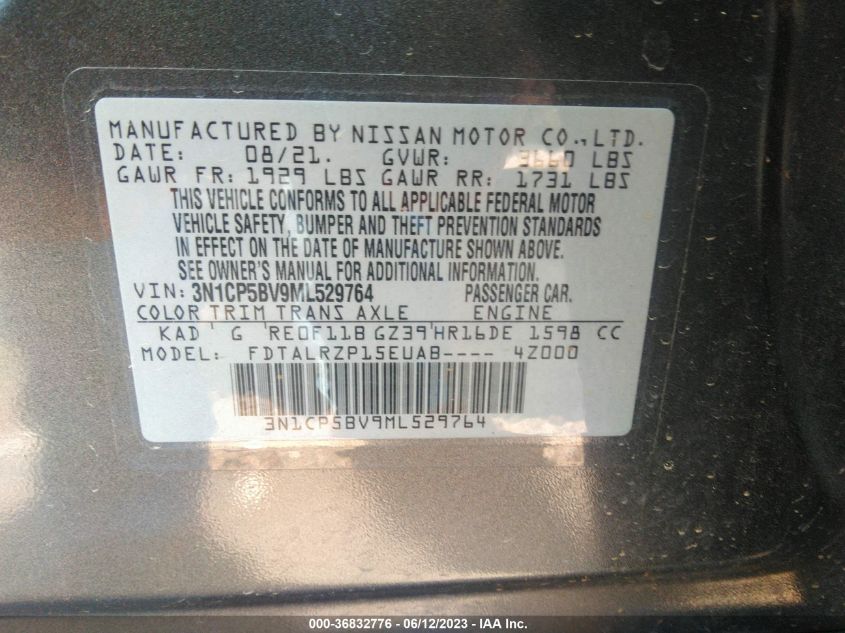 MANUFACTURED BY NISSAN MOTOR CO., LTD.
DATE: 08/21. GVWR: 3660 LBS
GAWR FR: 1929 LBS GAWR RR: 1731 LBS
THIS VEHICLE CONFORMS TO ALL APPLICABLE FEDERAL MOTOR
VEHICLE SAFETY, BUMPER AND THEFT PREVENTION STANDARDS
IN EFFECT ON THE DATE OF MANUFACTURE SHOWN ABOVE.
SEE OWNER'S MANUAL FOR ADDITIONAL INFORMATION.
VIN: 3N1CP5BV9ML529764 PASSENGER CAR.
COLOR TRIM TRANS AXLE ENGINE
KAD G RE0F11B GZ39 HR16DE 1598 CC
MODEL: FDTALRZP15EUAB---- 4Z000
3N1CP5BV9ML529764
000-36832776 - 06/12/2023 - IAA Inc.